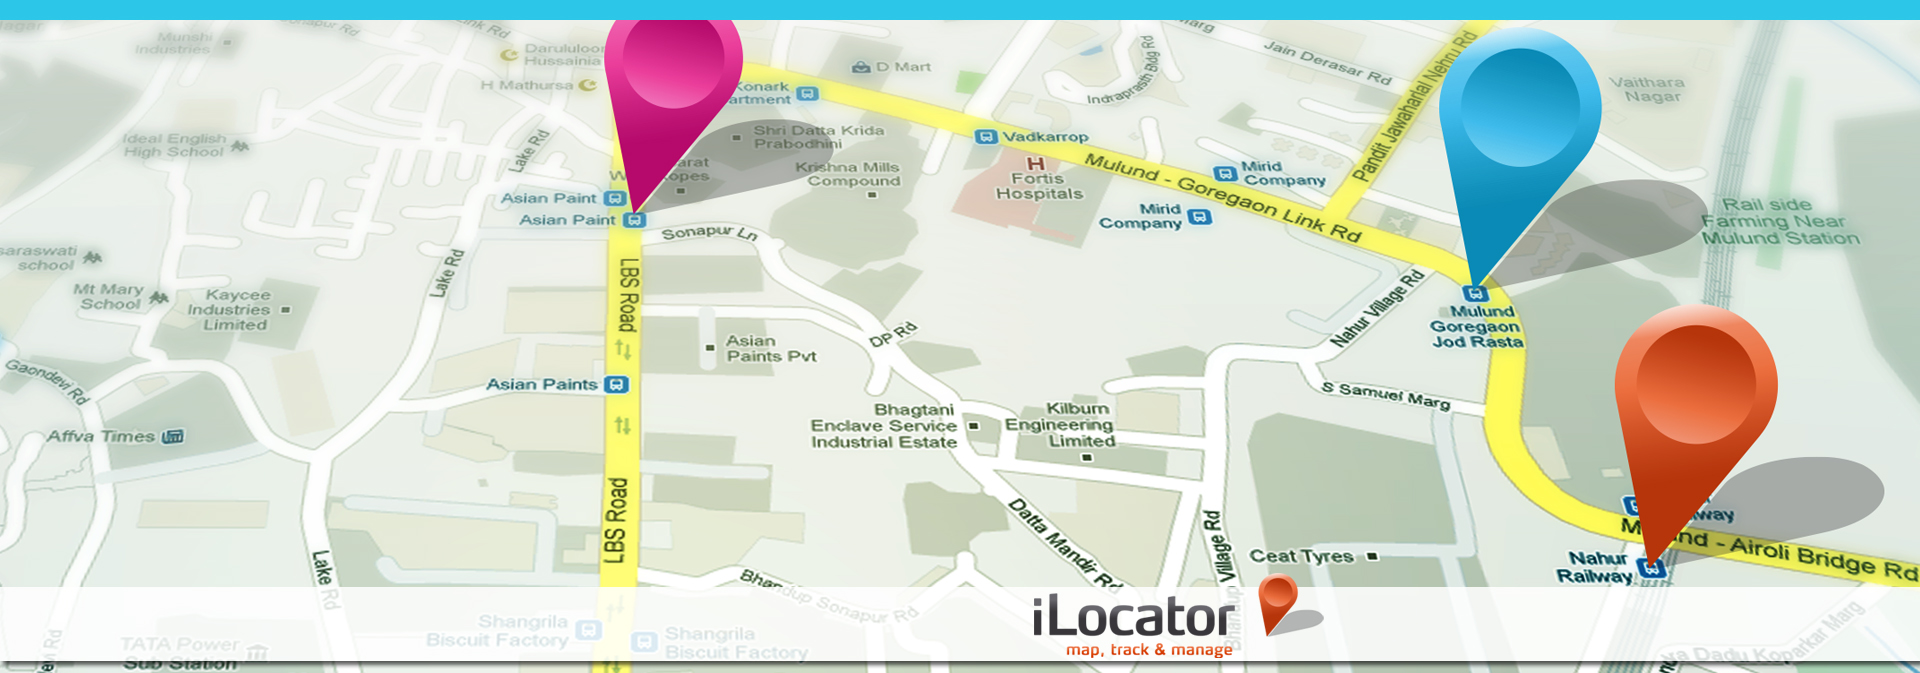 Munshi
Industries
Sonapur Rd
Link Rd
Darululoo
Hussainia
H Mathursa
Konark
artment
D Mart
Indraprasth Bldg Rd
Marg
Jain Derasar Rd
Pandit Jawaharlal Nehru Rd
Vaithara
Nagar
Ideal English
High School
Lake Rd
Shri Datta Krida
Prabodhini
Krishna Mills
Compound
Vadkarrop
H
Fortis
Hospitals
Mulund - Goregaon Link Rd
Mirid
Company
Mirid
Company
Asian Paint
Asian Paint
Sonapur Ln
Rail side
Farming Near
Mulund Station
saraswati
school
Mt Mary
School
Kaycee
Industries
Limited
Lake Rd
LBS Road
Asian
Paints Pvt
DP Rd
Nahur Village Rd
Mulund
Goregaon
Jod Rasta
Gaondevi Rd
Asian Paints
S Samuel Marg
Affva Times
Bhagtani
Enclave Service
Industrial Estate
Kilburn
Engineering
Limited
LBS Road
Datta Mandir Rd
Village Rd
Ceat Tyres
Nahur
Railway
Mulund - Airoli Bridge Rd
Lake Rd
Bhandup Sonapur Rd
Shangrila
Biscuit Factory
Shangrila
Biscuit Factory
TATA Power
Sub Station
iLocator
map, track & manage
Dadu Koparkar Marg